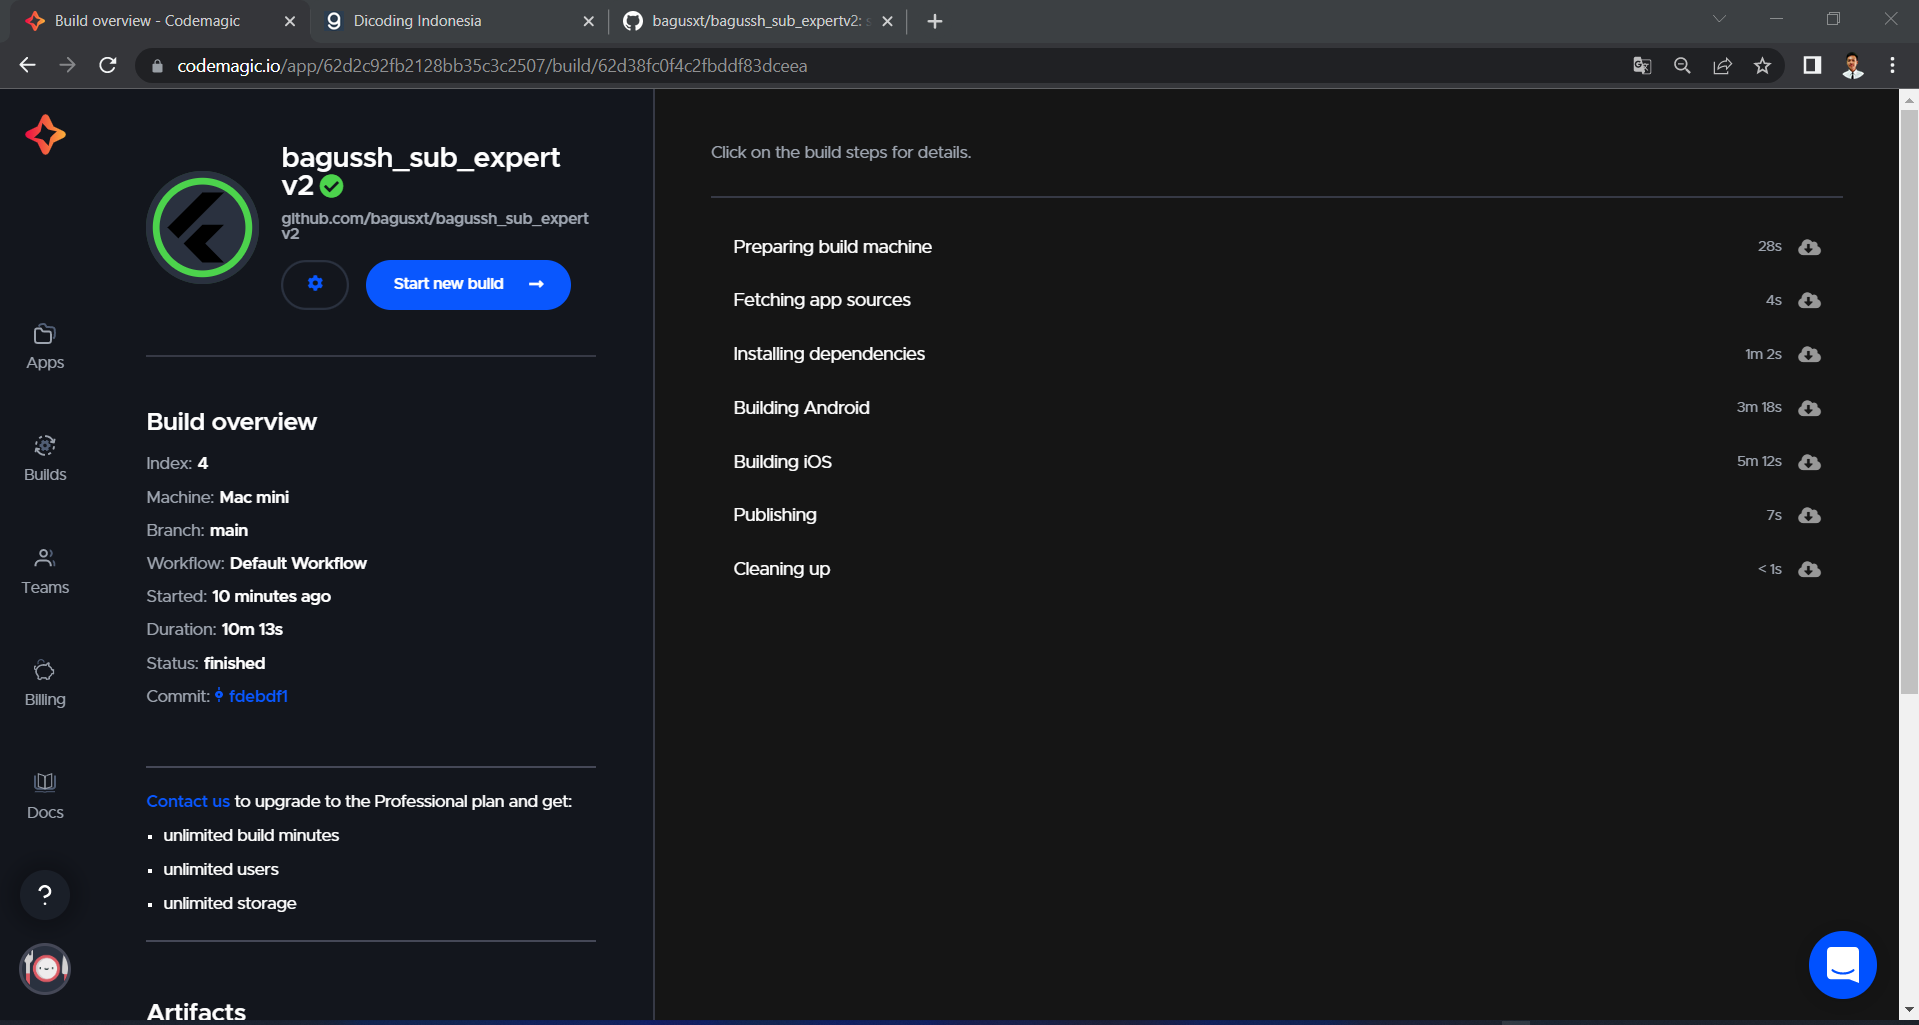 Build overview - Codemagic
Dicoding Indonesia
bagusxt/bagussh_sub_expertv2: s
codemagic.io/app/62d2c92fb2128bb35c3c2507/build/62d38fc0f4c2fbddf83dceea
bagussh_sub_expert
v2
github.com/bagusxt/bagussh_sub_expert
v2
Start new build
Apps
Builds
Teams
Billing
Docs
?
Build overview
Index: 4
Machine: Mac mini
Branch: main
Workflow: Default Workflow
Started: 10 minutes ago
Duration: 10m 13s
Status: finished
Commit: fdebdf1
Contact us to upgrade to the Professional plan and get:
▪ unlimited build minutes
▪ unlimited users
▪ unlimited storage
Artifacts
Click on the build steps for details.
Preparing build machine 28s
Fetching app sources 4s
Installing dependencies 1m 2s
Building Android 3m 18s
Building iOS 5m 12s
Publishing 7s
Cleaning up < 1s